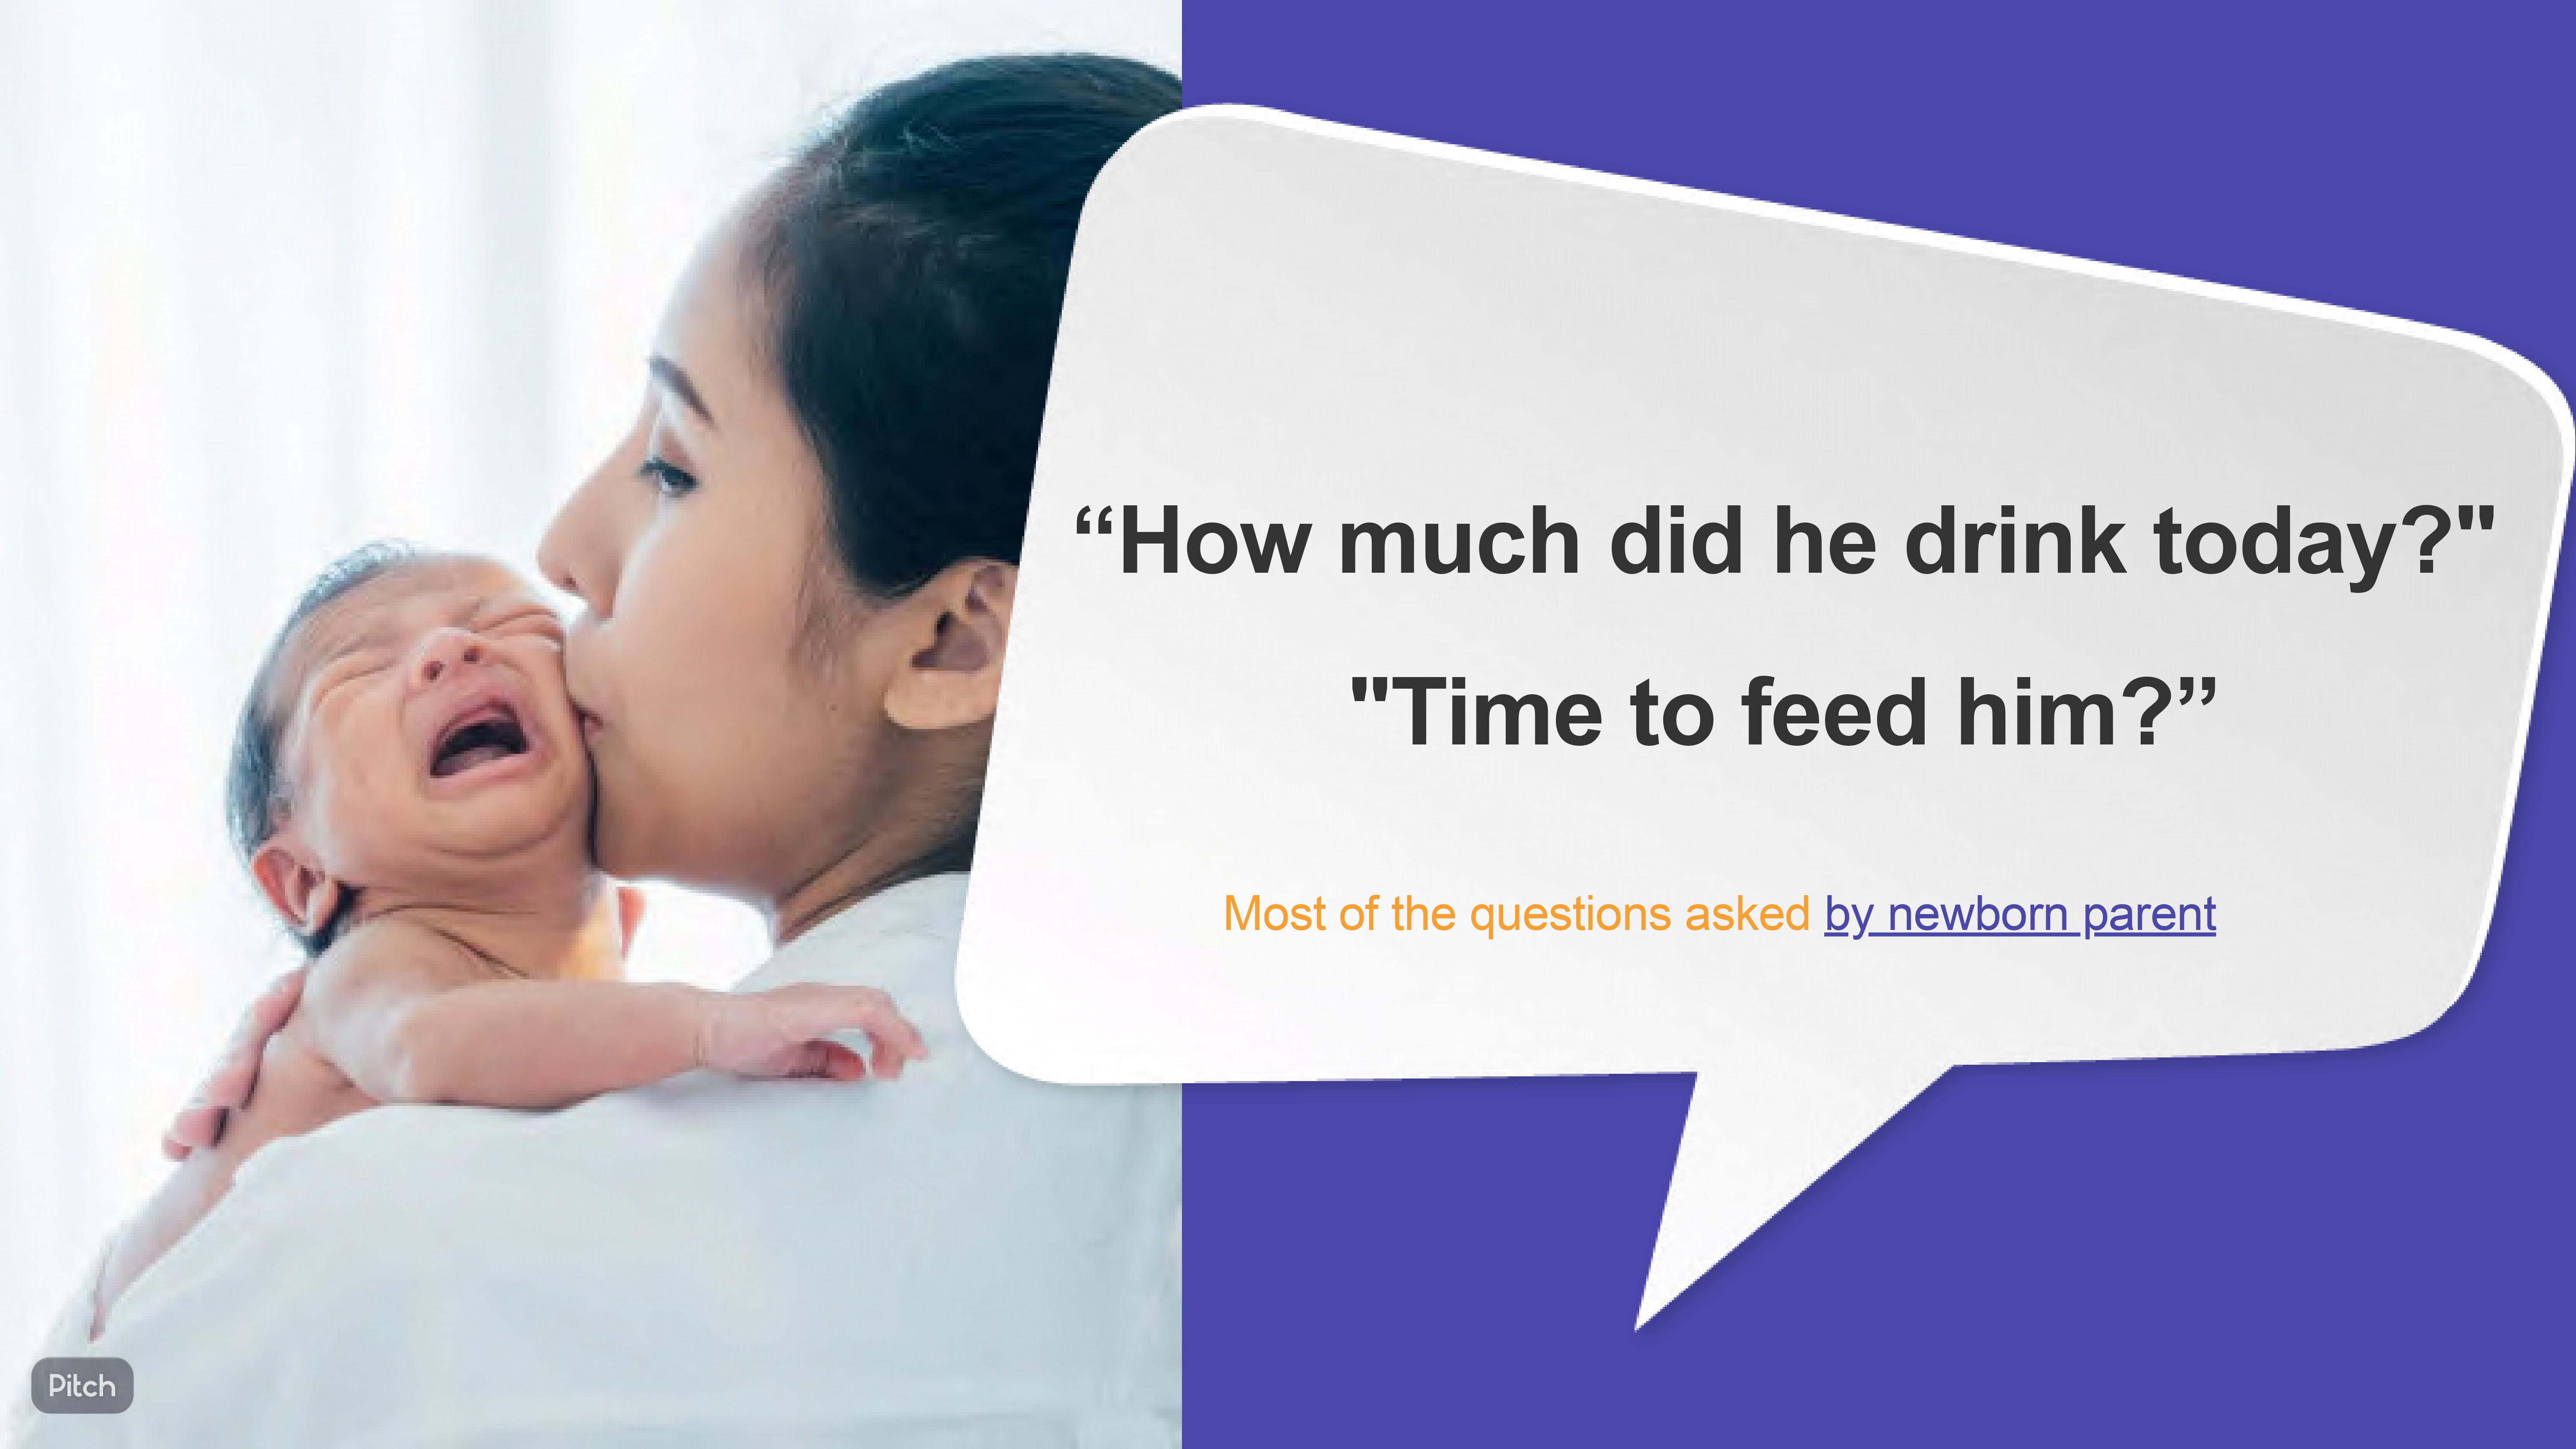 “How much did he drink today?"
"Time to feed him?”
Most of the questions asked by newborn parent
Pitch